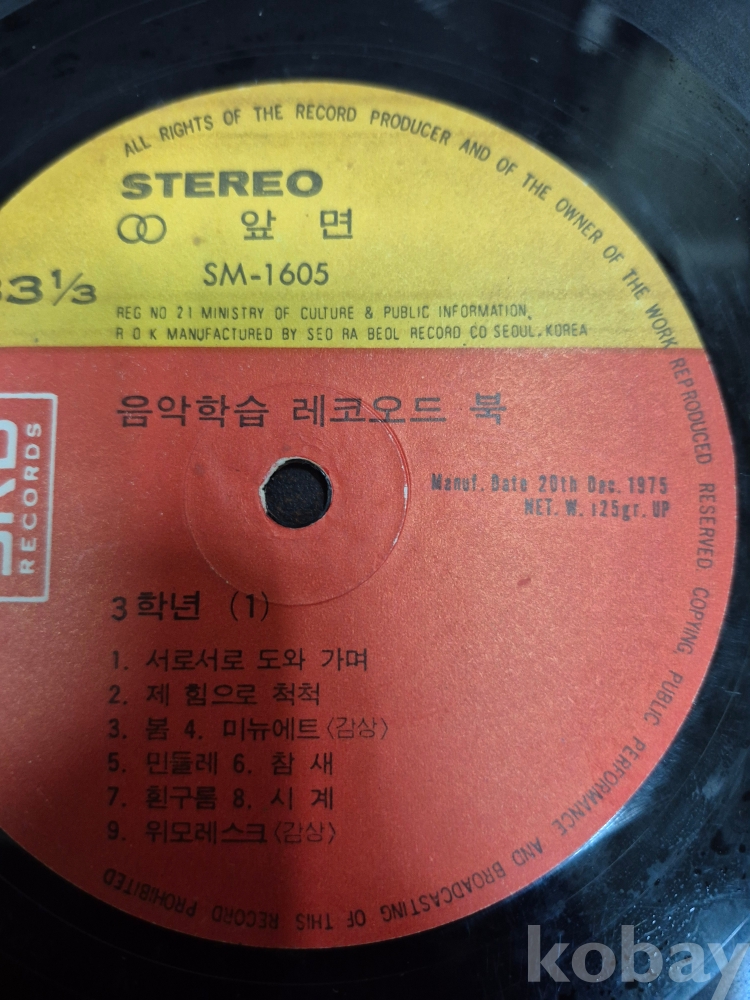 ALL RIGHTS OF THE RECORD PRODUCER AND OF THE OWNER OF THE WORK REPRODUCED RESERVED. COPYING, PUBLIC PERFORMANCE AND BROADCASTING OF THIS RECORD PROHIBITED
STEREO
앞 면
SM-1605
33⅓
REG NO 21 MINISTRY OF CULTURE & PUBLIC INFORMATION,
R O K MANUFACTURED BY SEO RA BEOL RECORD CO SEOUL. KOREA
음악학습 레코오드 북
RECORDS
Manuf. Date 20th Dec. 1975
NET. W. 125gr. UP
3학년 (1)
1. 서로서로 도와 가며
2. 제 힘으로 척척
3. 봄 4. 미뉴에트〈감상〉
5. 민들레 6. 참 새
7. 흰구름 8. 시 계
9. 위모레스크〈감상〉
kobay